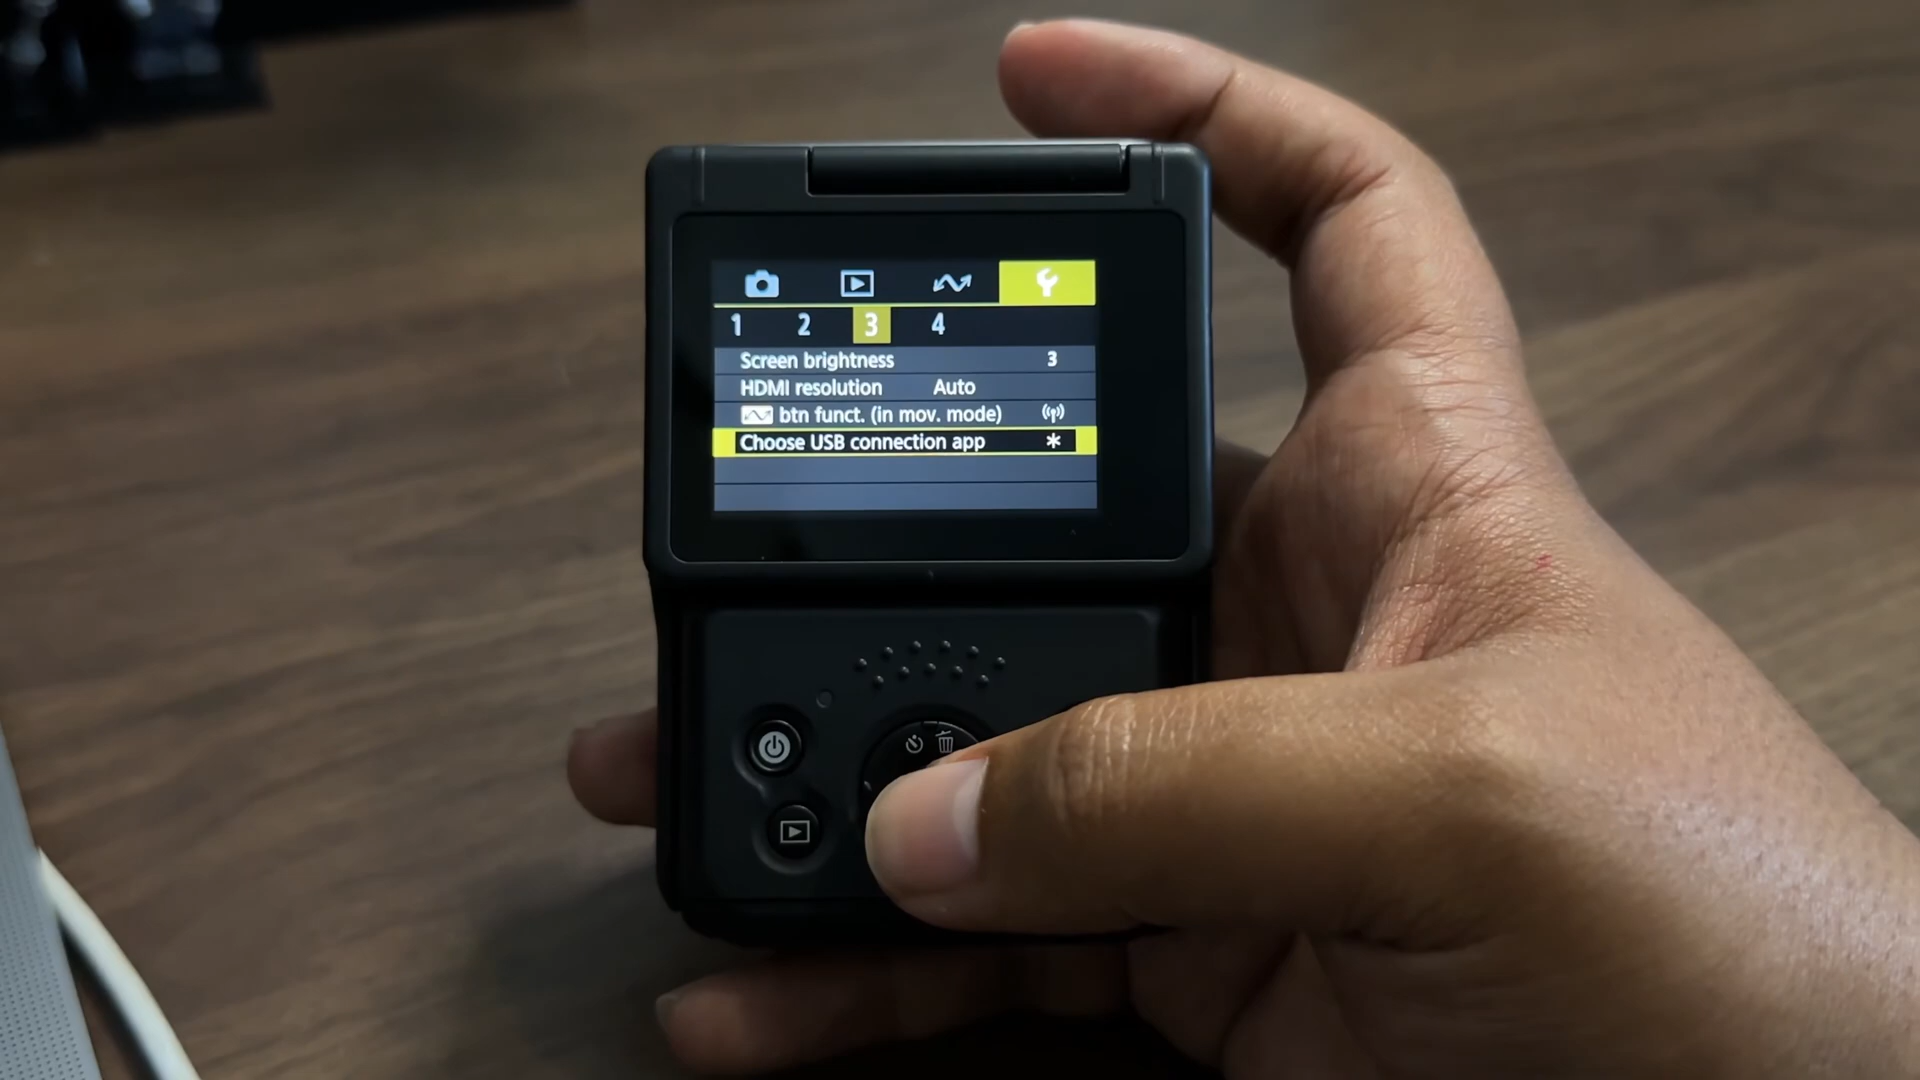 1 2 3 4
Screen brightness 3
HDMI resolution Auto
btn funct. (in mov. mode)
Choose USB connection app *